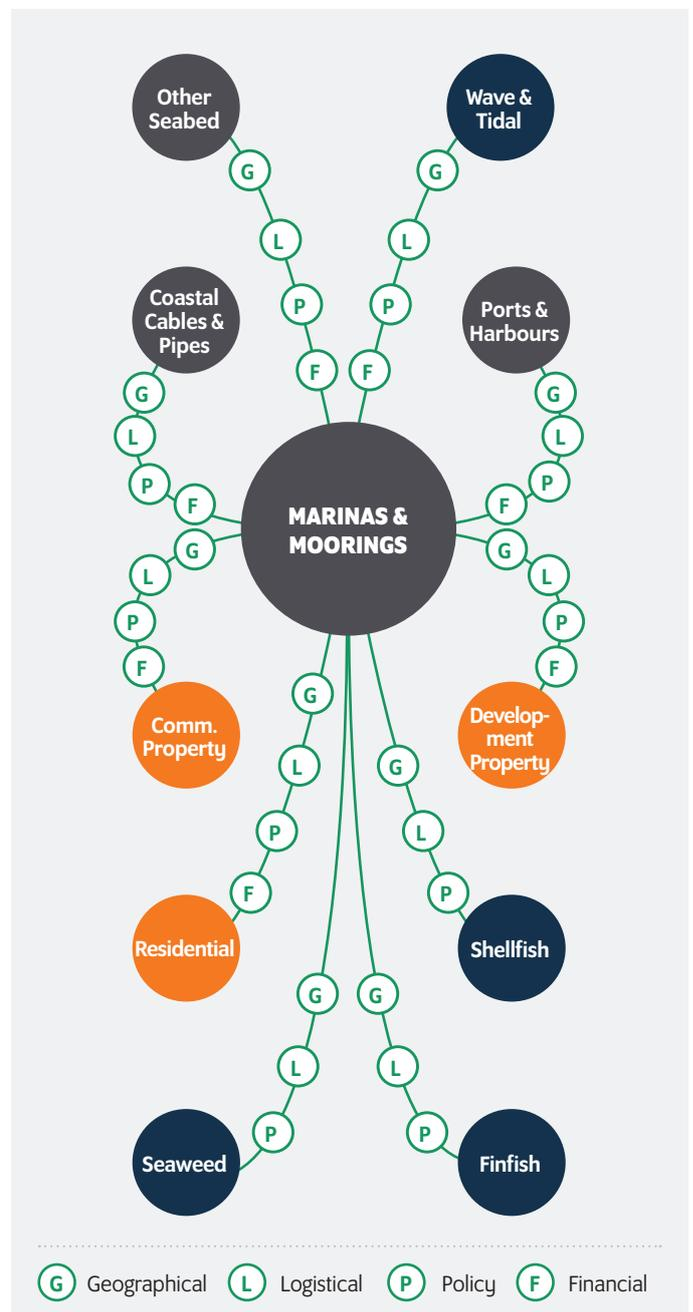 Other
Seabed
Wave &
Tidal
G
G
L
L
P
P
F
F
Coastal
Cables &
Pipes
Ports &
Harbours
G
L
P
F
G
L
P
F
MARINAS &
MOORINGS
G
L
P
F
G
L
P
F
Comm.
Property
Develop-
ment
Property
G
L
P
F
G
L
P
Residential
Shellfish
G
L
P
G
L
P
Seaweed
Finfish
G Geographical L Logistical P Policy F Financial